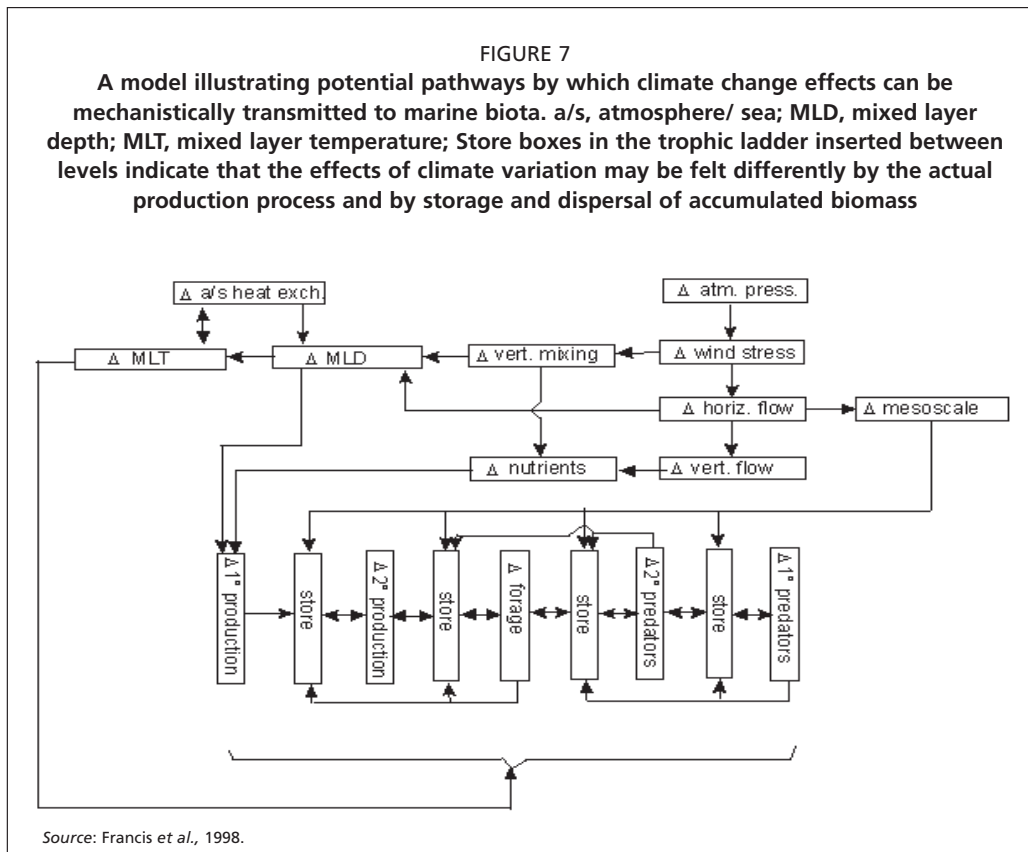 FIGURE 7
A model illustrating potential pathways by which climate change effects can be
mechanistically transmitted to marine biota. a/s, atmosphere/ sea; MLD, mixed layer
depth; MLT, mixed layer temperature; Store boxes in the trophic ladder inserted between
levels indicate that the effects of climate variation may be felt differently by the actual
production process and by storage and dispersal of accumulated biomass
Δ a/s heat exch.
Δ atm. press.
Δ MLT
Δ MLD
Δ vert. mixing
Δ wind stress
Δ horiz. flow
Δ mesoscale
Δ nutrients
Δ vert. flow
Δ 1° production
store
Δ 2° production
store
Δ forage
store
Δ 2° predators
store
Δ 1° predators
Source: Francis et al., 1998.